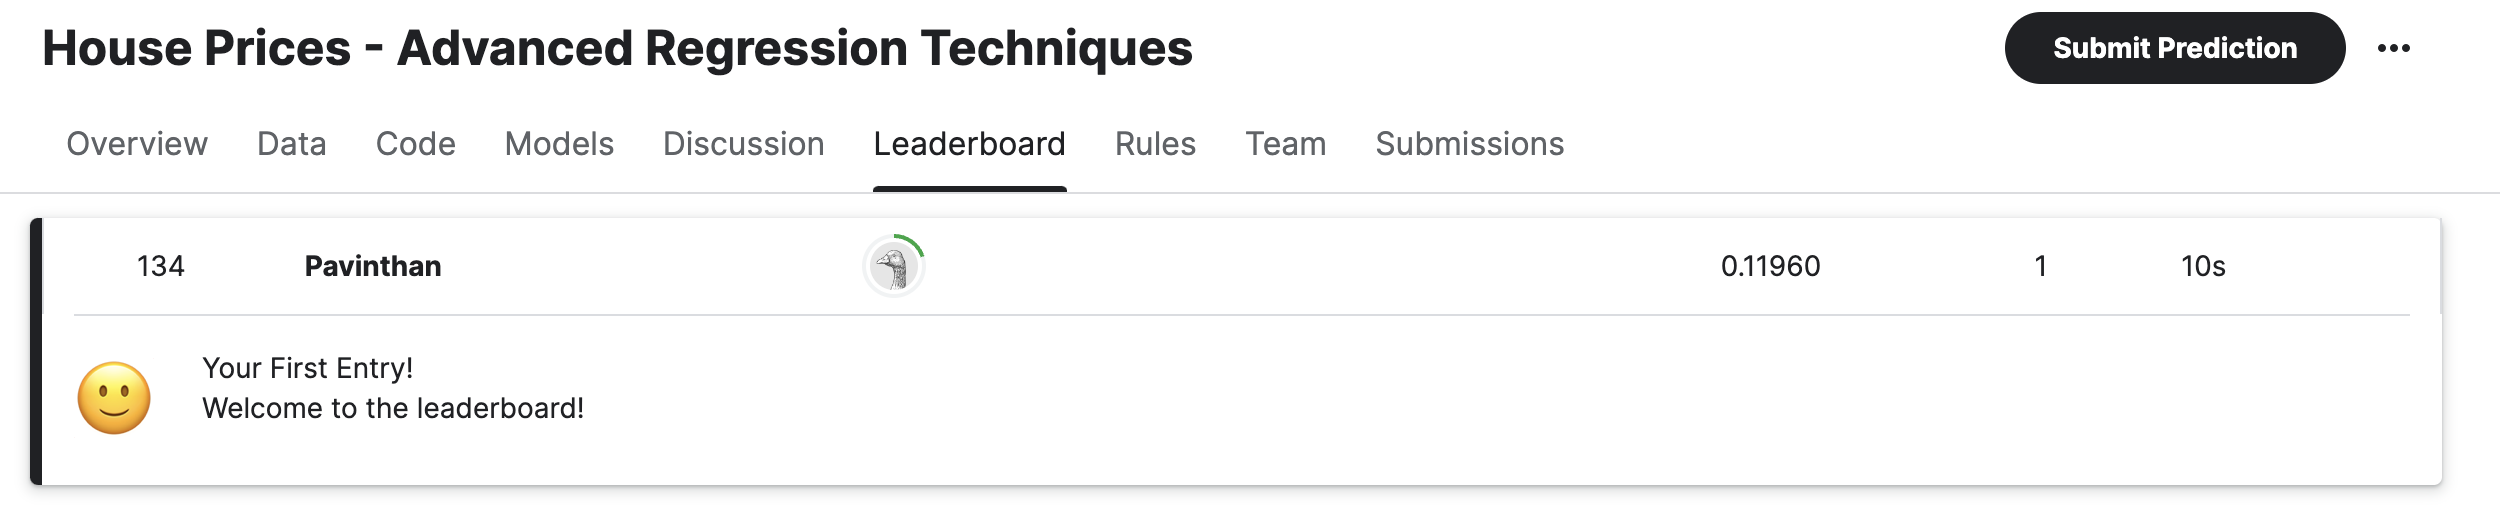 House Prices - Advanced Regression Techniques
Submit Prediction
Overview Data Code Models Discussion Leaderboard Rules Team Submissions
134 Pavinthan 0.11960 1 10s
Your First Entry!
Welcome to the leaderboard!